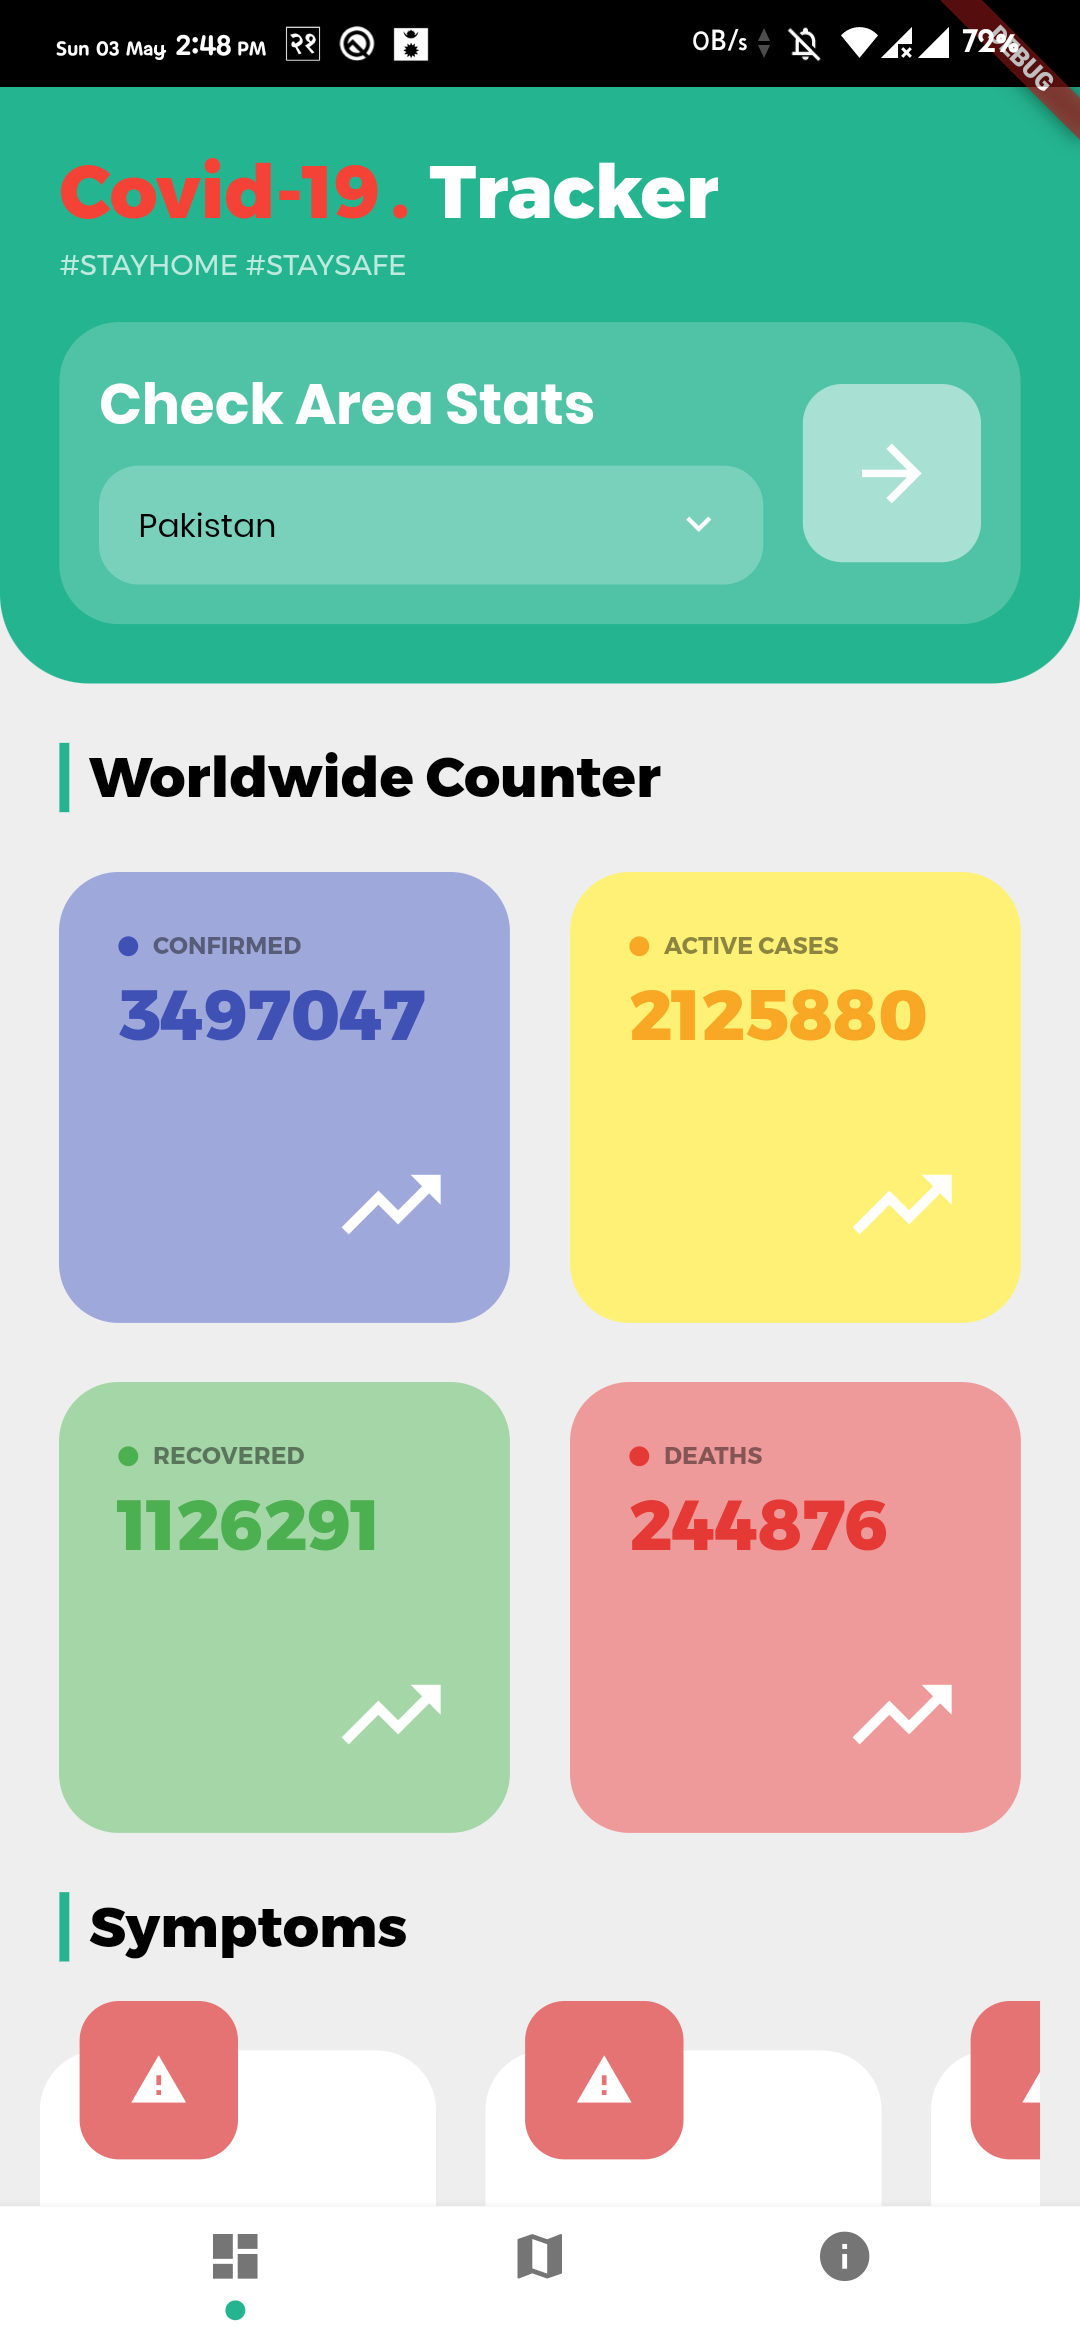 Sun 03 May 2:48 PM २१ 0B/s 72%
DEBUG
Covid-19. Tracker
#STAYHOME #STAYSAFE
Check Area Stats
Pakistan
Worldwide Counter
CONFIRMED
3497047
ACTIVE CASES
2125880
RECOVERED
1126291
DEATHS
244876
Symptoms